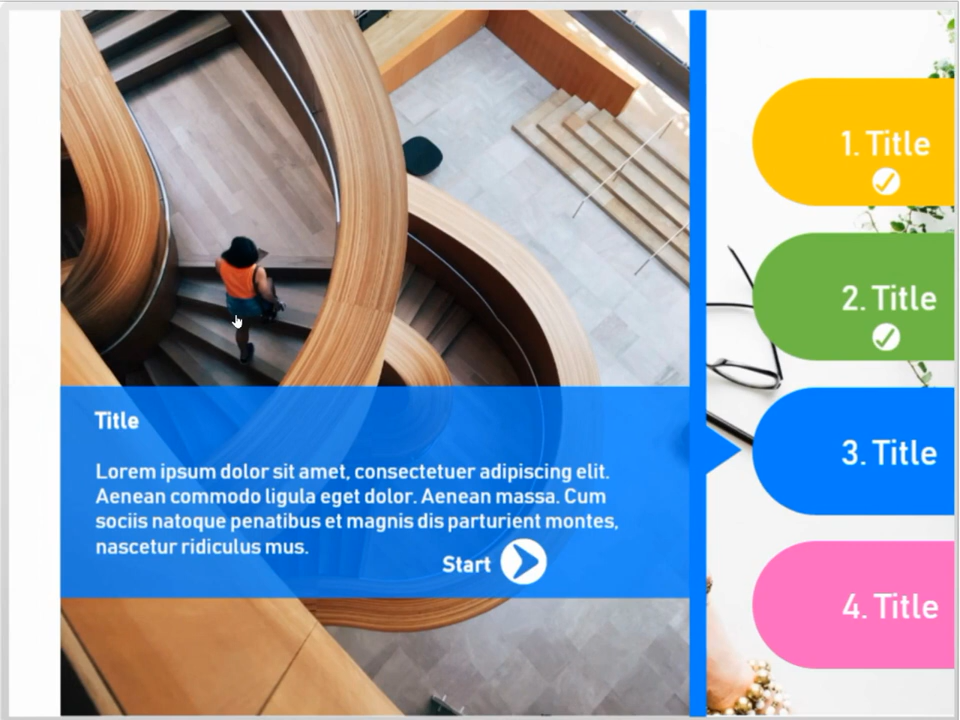 1. Title
2. Title
3. Title
4. Title
Title
Lorem ipsum dolor sit amet, consectetuer adipiscing elit.
Aenean commodo ligula eget dolor. Aenean massa. Cum
sociis natoque penatibus et magnis dis parturient montes,
nascetur ridiculus mus.
Start